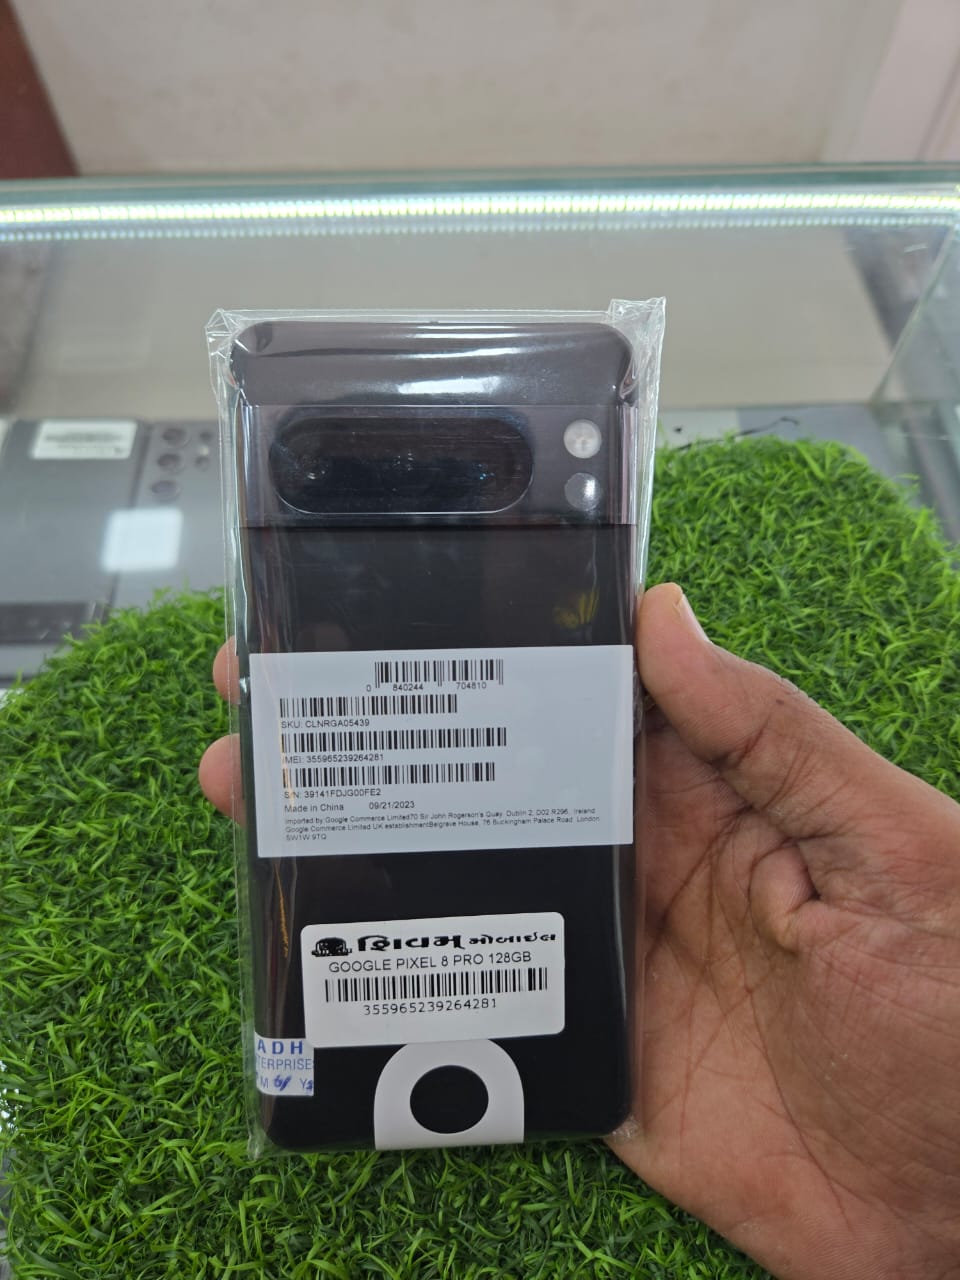 0 840244 704810
SKU: CLNRGA05439
IMEI: 355965239264281
S/N: 39141FDJG00FE2
Made in China 09/21/2023
Imported by:Google Commerce Limited70 Sir John Rogerson's Quay, Dublin 2, D02 R296, Ireland
Google Commerce Limited UK establishmentBelgrave House, 76 Buckingham Palace Road, London
SW1W 9TQ
શિવમ્ મોબાઇલ
GOOGLE PIXEL 8 PRO 128GB
355965239264281
ADH
TERPRISES